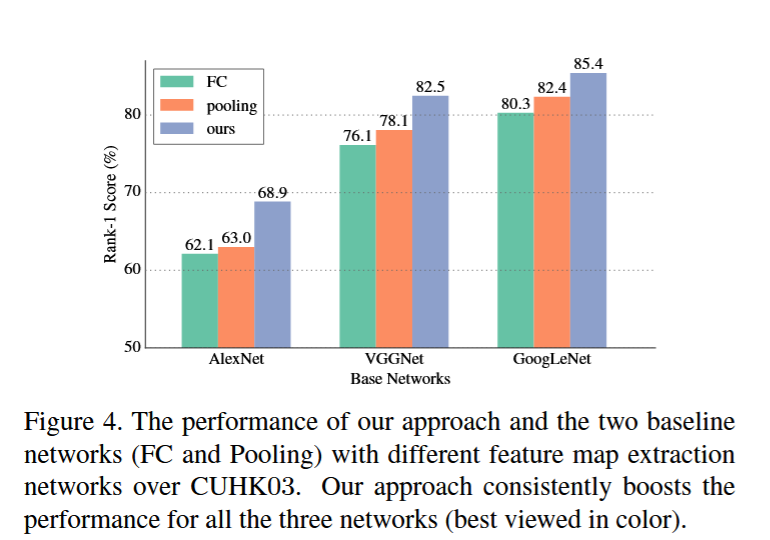 FC
pooling
ours
Rank-1 Score (%)
80
70
60
50
62.1
63.0
68.9
76.1
78.1
82.5
80.3
82.4
85.4
AlexNet
VGGNet
GoogLeNet
Base Networks
Figure 4. The performance of our approach and the two baseline
networks (FC and Pooling) with different feature map extraction
networks over CUHK03. Our approach consistently boosts the
performance for all the three networks (best viewed in color).